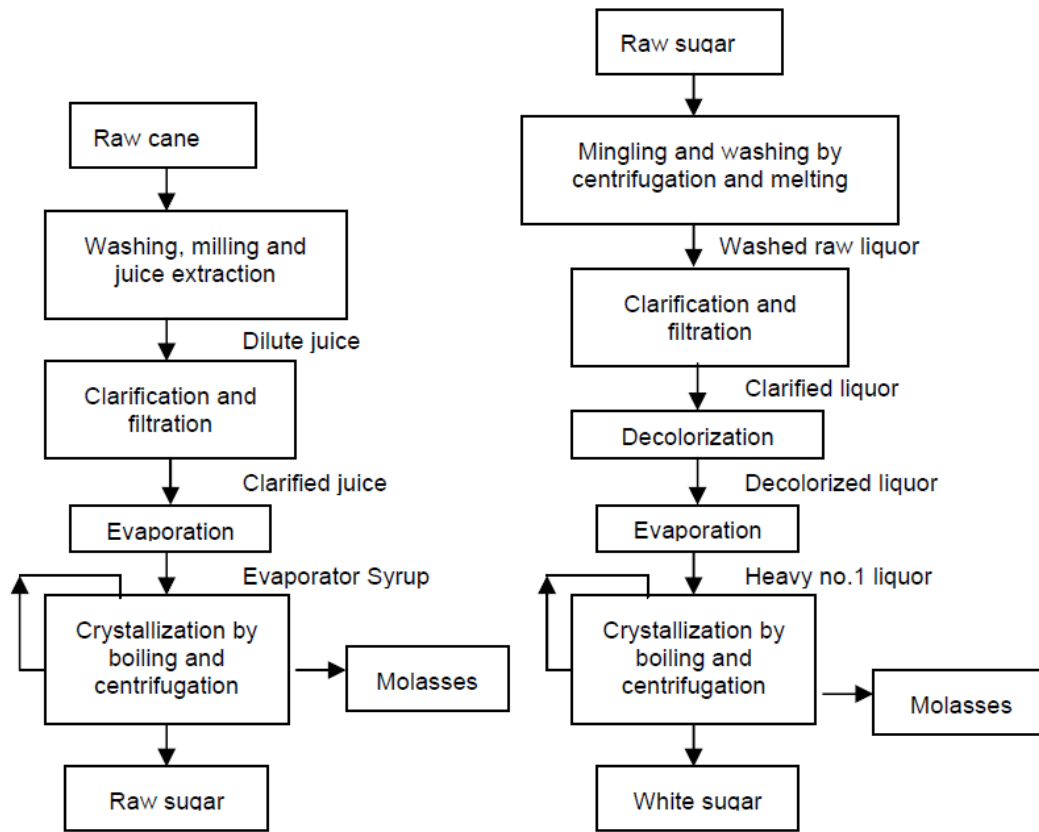 Raw cane
Washing, milling and
juice extraction
Dilute juice
Clarification and
filtration
Clarified juice
Evaporation
Evaporator Syrup
Crystallization by
boiling and
centrifugation
Molasses
Raw sugar
Raw sugar
Mingling and washing by
centrifugation and melting
Washed raw liquor
Clarification and
filtration
Clarified liquor
Decolorization
Decolorized liquor
Evaporation
Heavy no.1 liquor
Crystallization by
boiling and
centrifugation
Molasses
White sugar